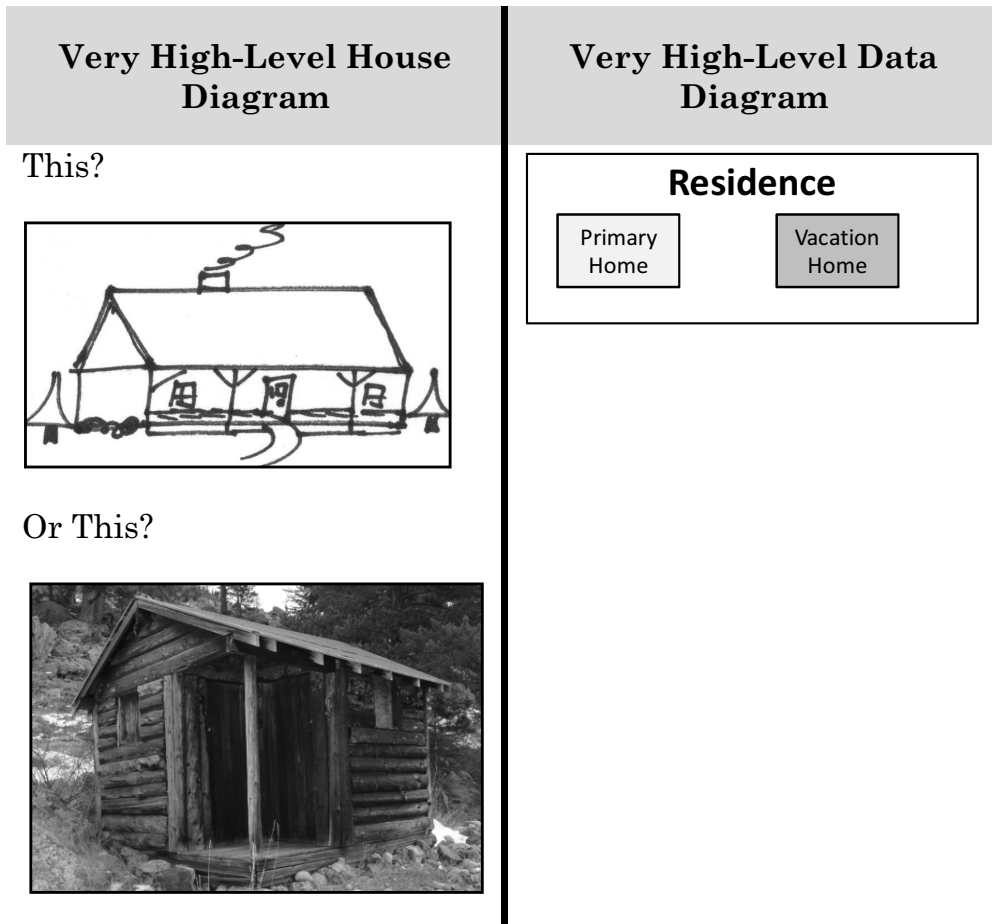 Very High-Level House
Diagram
Very High-Level Data
Diagram
This?
Or This?
Residence
Primary
Home
Vacation
Home